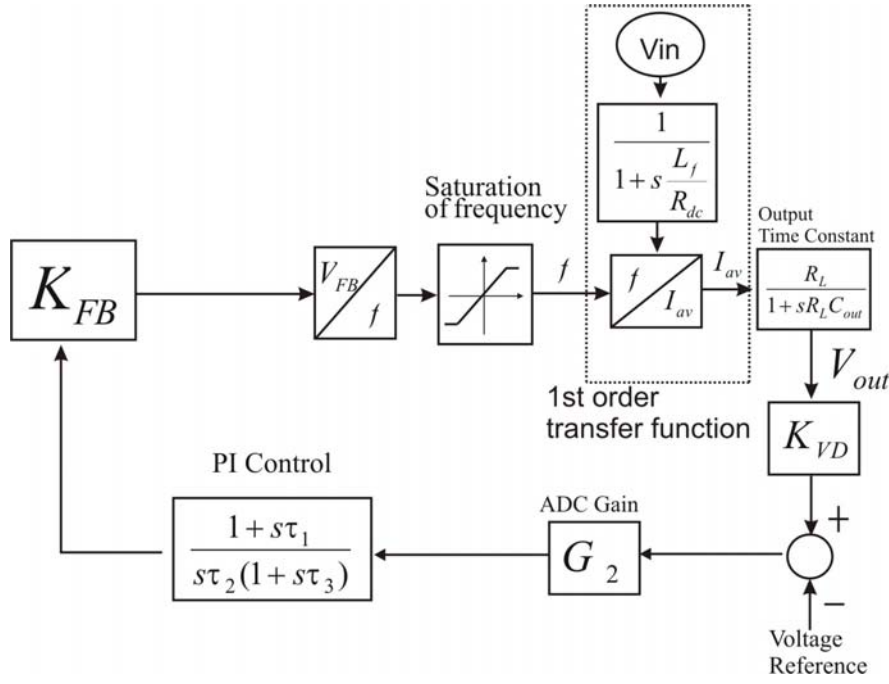 Vin
1
1 + s L_f
R_dc
Saturation
of frequency
Output
Time Constant
K_FB
V_FB
f
f
f
I_av
I_av
R_L
1 + sR_L C_out
V_out
1st order
transfer function
K_VD
PI Control
ADC Gain
+
1 + sτ_1
sτ_2(1 + sτ_3)
G_2
−
Voltage
Reference